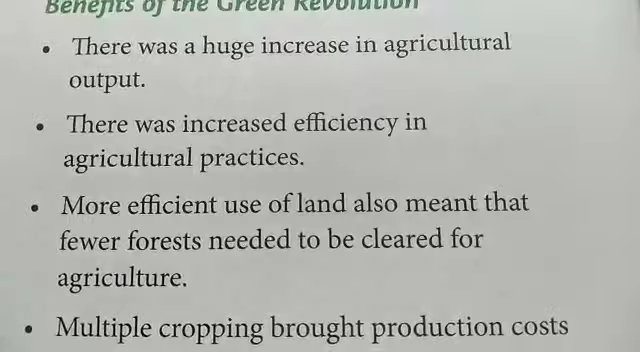 Benefits of the Green Revolution
• There was a huge increase in agricultural
output.
• There was increased efficiency in
agricultural practices.
• More efficient use of land also meant that
fewer forests needed to be cleared for
agriculture.
• Multiple cropping brought production costs